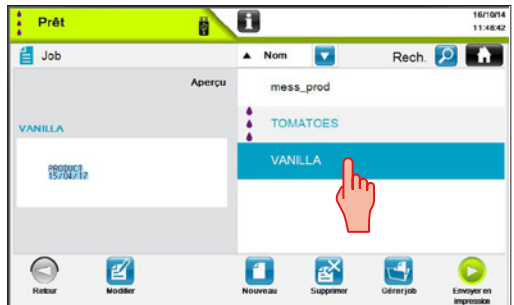 Prêt
16/10/14
11:48:42
Job
Nom
Rech.
Aperçu
VANILLA
PRODUCT
15/04/12
mess_prod
TOMATOES
VANILLA
Retour
Modifier
Nouveau
Supprimer
Gérer job
Envoyer en
impression